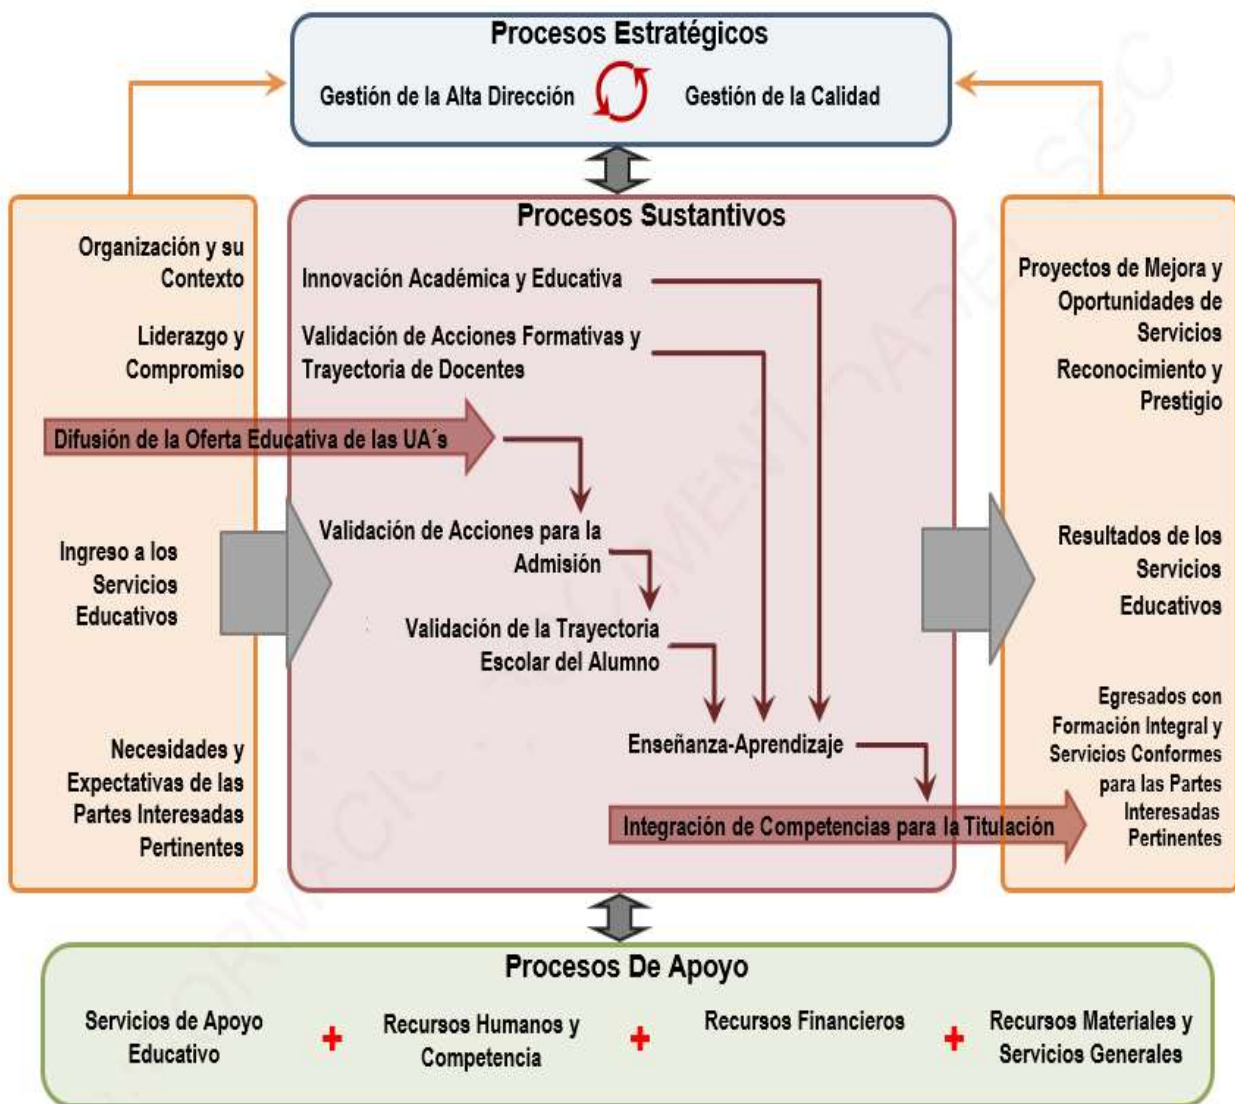 Procesos Estratégicos
Gestión de la Alta Dirección
Gestión de la Calidad
Organización y su
Contexto
Liderazgo y
Compromiso
Difusión de la Oferta Educativa de las UA´s
Ingreso a los
Servicios
Educativos
Necesidades y
Expectativas de las
Partes Interesadas
Pertinentes
Procesos Sustantivos
Innovación Académica y Educativa
Validación de Acciones Formativas y
Trayectoria de Docentes
Validación de Acciones para la
Admisión
Validación de la Trayectoria
Escolar del Alumno
Enseñanza-Aprendizaje
Integración de Competencias para la Titulación
Proyectos de Mejora y
Oportunidades de
Servicios
Reconocimiento y
Prestigio
Resultados de los
Servicios
Educativos
Egresados con
Formación Integral y
Servicios Conformes
para las Partes
Interesadas
Pertinentes
Procesos De Apoyo
Servicios de Apoyo
Educativo
+
Recursos Humanos y
Competencia
+
Recursos Financieros
+
Recursos Materiales y
Servicios Generales